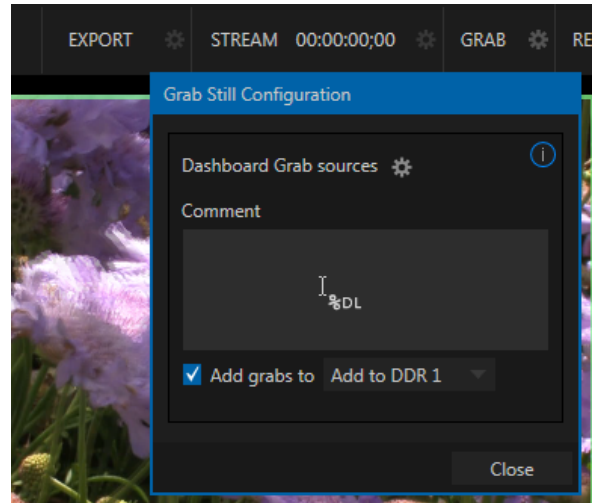 EXPORT STREAM 00:00:00;00 GRAB RE
Grab Still Configuration
Dashboard Grab sources
Comment
%DL
Add grabs to Add to DDR 1
Close